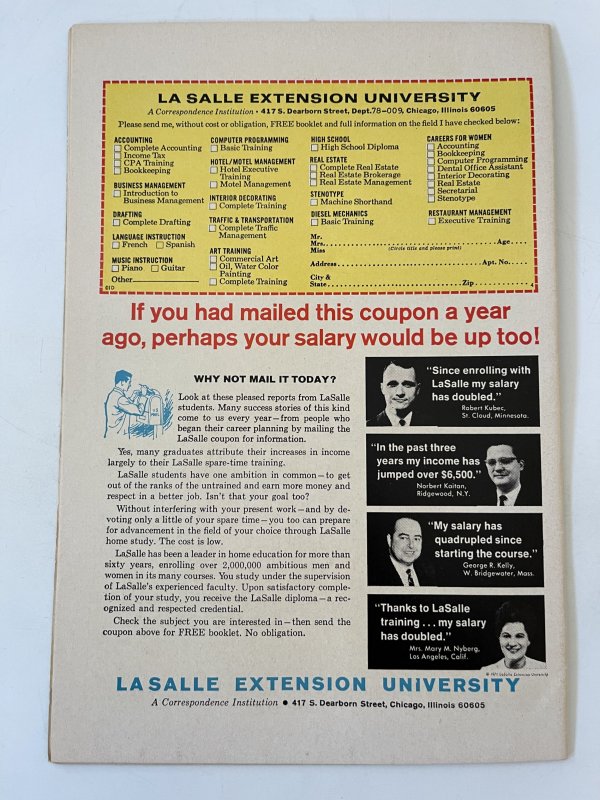 LA SALLE EXTENSION UNIVERSITY
A Correspondence Institution • 417 S. Dearborn Street, Dept. 78-009, Chicago, Illinois 60605
Please send me, without cost or obligation, FREE booklet and full information on the field I have checked below:
ACCOUNTING
Complete Accounting
Income Tax
CPA Training
Bookkeeping
BUSINESS MANAGEMENT
Introduction to
Business Management
DRAFTING
Complete Drafting
LANGUAGE INSTRUCTION
French Spanish
MUSIC INSTRUCTION
Piano Guitar
Other
01D
COMPUTER PROGRAMMING
Basic Training
HOTEL/MOTEL MANAGEMENT
Hotel Executive
Training
Motel Management
INTERIOR DECORATING
Complete Training
TRAFFIC & TRANSPORTATION
Complete Traffic
Management
ART TRAINING
Commercial Art
Oil, Water Color
Painting
Complete Training
HIGH SCHOOL
High School Diploma
REAL ESTATE
Complete Real Estate
Real Estate Brokerage
Real Estate Management
STENOTYPE
Machine Shorthand
DIESEL MECHANICS
Basic Training
CAREERS FOR WOMEN
Accounting
Bookkeeping
Computer Programming
Dental Office Assistant
Interior Decorating
Real Estate
Secretarial
Stenotype
RESTAURANT MANAGEMENT
Executive Training
Mr.
Mrs. Age
Miss (Circle title and please print)
Address Apt. No.
City &
State Zip
4
If you had mailed this coupon a year
ago, perhaps your salary would be up too!
WHY NOT MAIL IT TODAY?
Look at these pleased reports from LaSalle
students. Many success stories of this kind
come to us every year—from people who
began their career planning by mailing the
LaSalle coupon for information.
Yes, many graduates attribute their increases in income
largely to their LaSalle spare-time training.
LaSalle students have one ambition in common—to get
out of the ranks of the untrained and earn more money and
respect in a better job. Isn't that your goal too?
Without interfering with your present work—and by de-
voting only a little of your spare time—you too can prepare
for advancement in the field of your choice through LaSalle
home study. The cost is low.
LaSalle has been a leader in home education for more than
sixty years, enrolling over 2,000,000 ambitious men and
women in its many courses. You study under the supervision
of LaSalle's experienced faculty. Upon satisfactory comple-
tion of your study, you receive the LaSalle diploma—a rec-
ognized and respected credential.
Check the subject you are interested in—then send the
coupon above for FREE booklet. No obligation.
"Since enrolling with
LaSalle my salary
has doubled."
Robert Kubec,
St. Cloud, Minnesota.
"In the past three
years my income has
jumped over $6,500."
Norbert Kaitan,
Ridgewood, N.Y.
"My salary has
quadrupled since
starting the course."
George R. Kelly,
W. Bridgewater, Mass.
"Thanks to LaSalle
training . . . my salary
has doubled."
Mrs. Mary M. Nyberg,
Los Angeles, Calif.
© 1971 LaSalle Extension University
LA SALLE EXTENSION UNIVERSITY
A Correspondence Institution • 417 S. Dearborn Street, Chicago, Illinois 60605